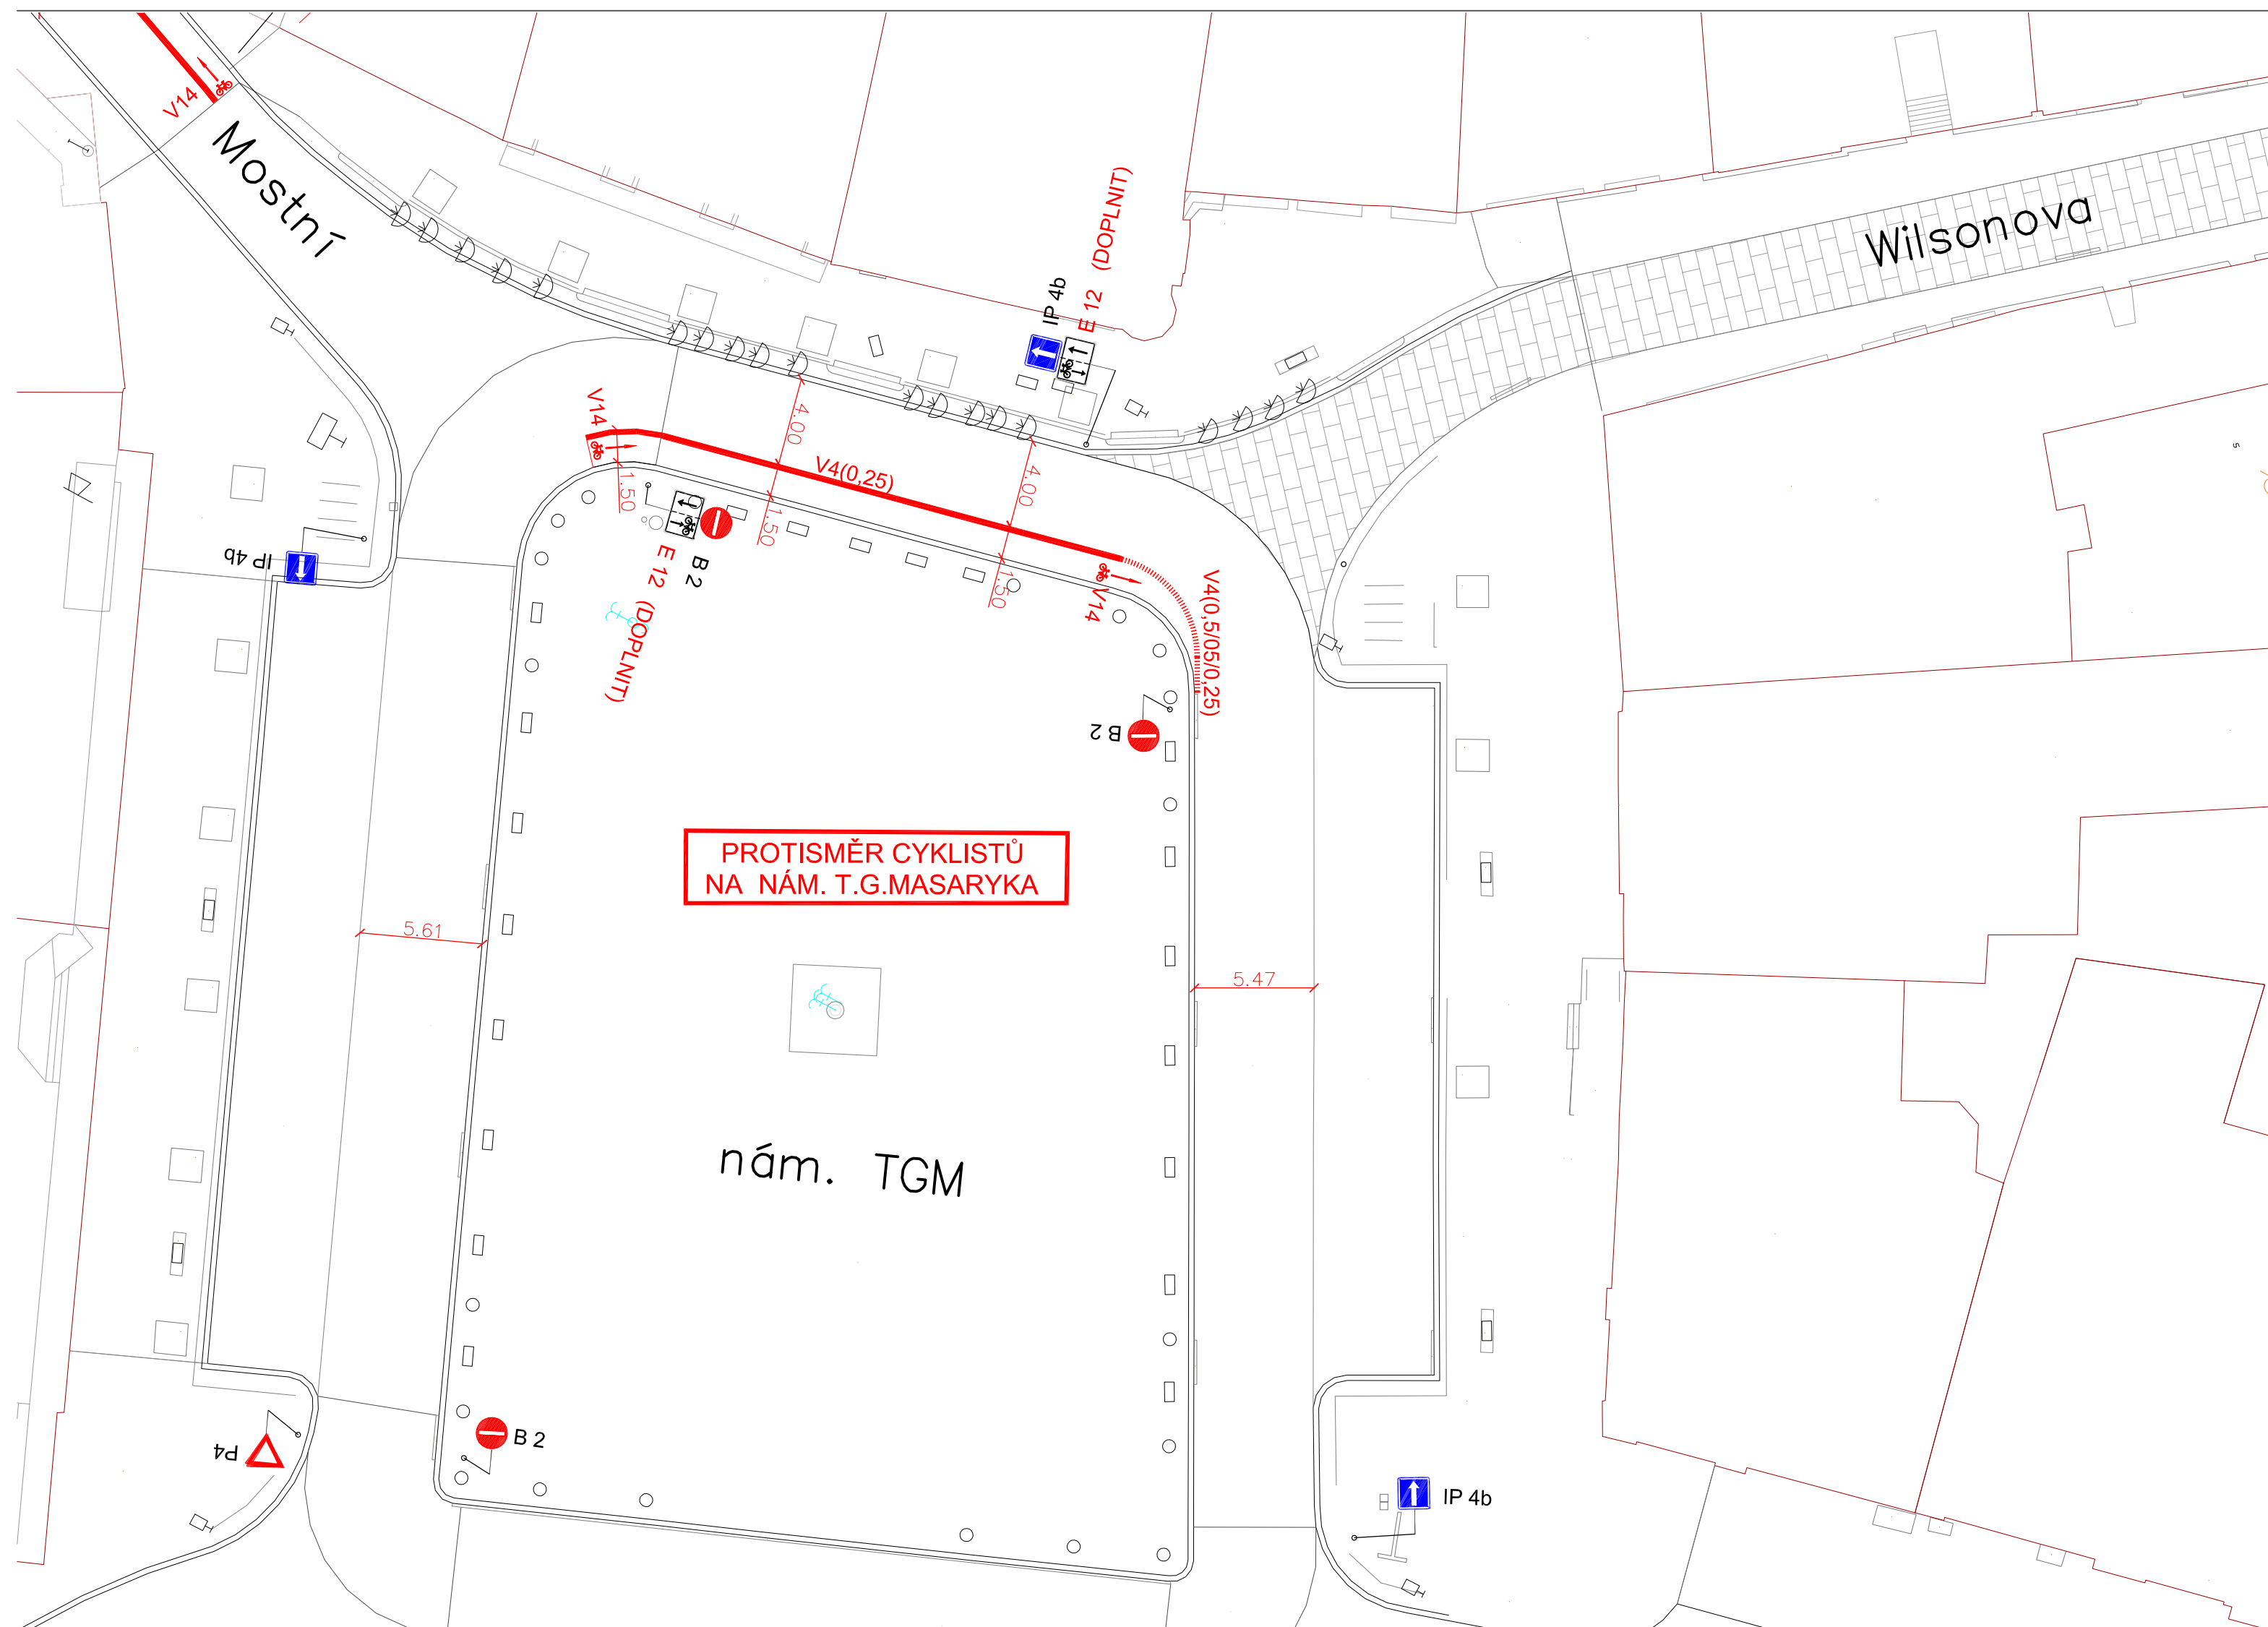 V14
Mostní
Wilsonova
IP 4b
E 12 (DOPLNIT)
V14
4.00
V4(0,25)
4.00
1.50
1.50
1.50
IP 4b
E 12 (DOPLNIT)
B 2
V14
V4(0,5/05/0,25)
B 2
PROTISMĚR CYKLISTŮ
NA NÁM. T.G.MASARYKA
5.61
5.47
nám. TGM
P4
B 2
IP 4b
s